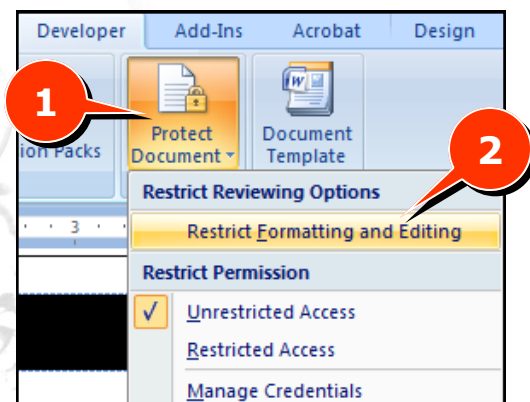 Developer Add-Ins Acrobat Design
1
Protect
Document
Document
Template
ion Packs
2
Restrict Reviewing Options
3
Restrict Formatting and Editing
Restrict Permission
Unrestricted Access
Restricted Access
Manage Credentials